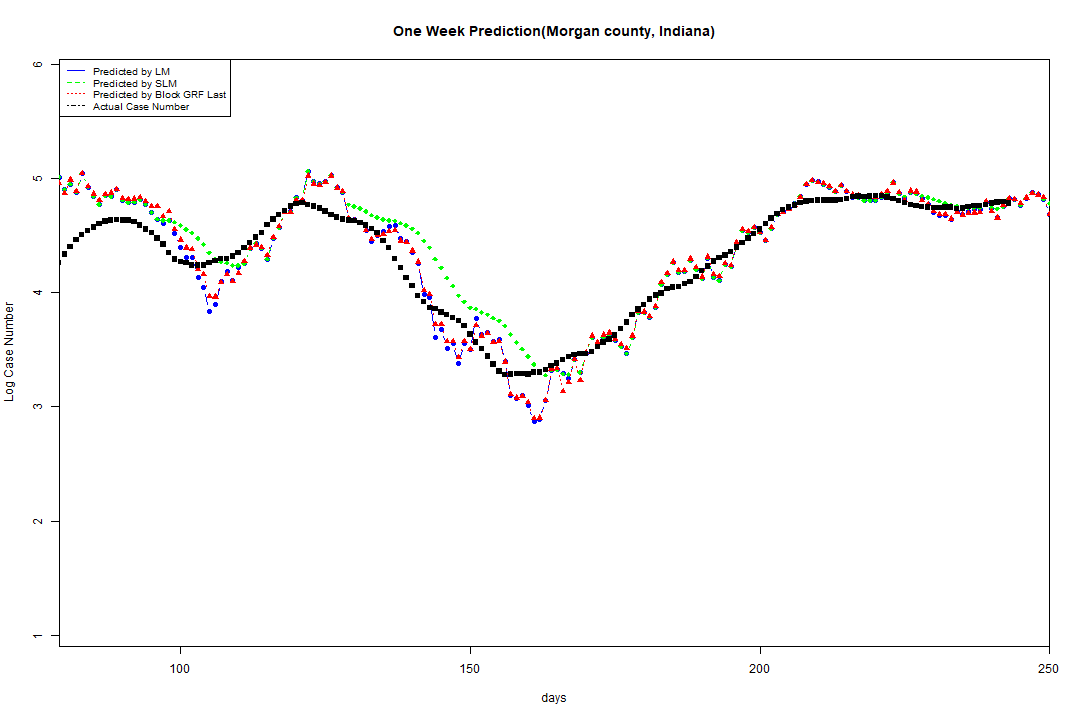 One Week Prediction(Morgan county, Indiana)
Predicted by LM
Predicted by SLM
Predicted by Block GRF Last
Actual Case Number
6
5
4
3
2
1
Log Case Number
100 150 200 250
days